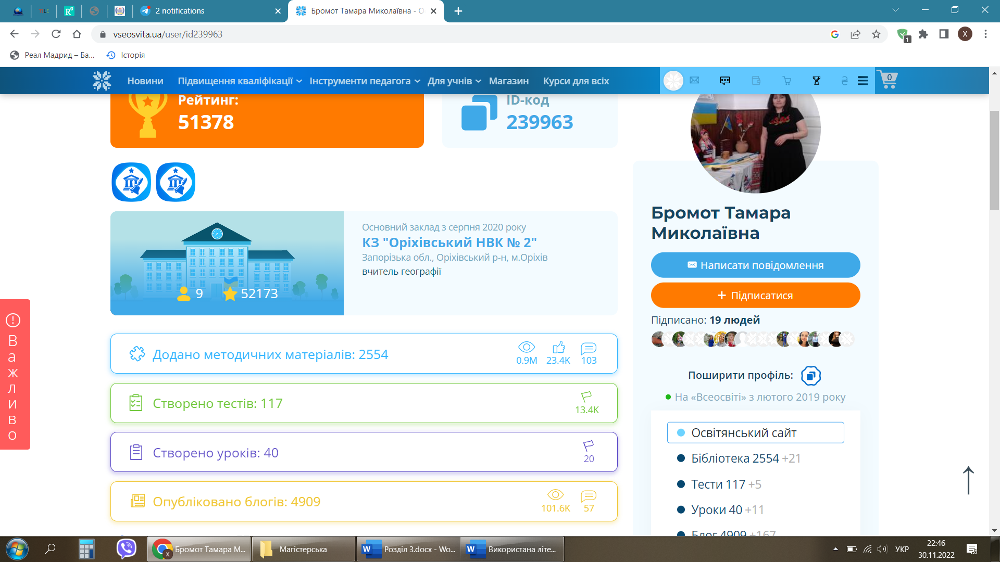 2 notifications
Бромот Тамара Миколаївна - О
vseosvita.ua/user/id239963
1
X
Реал Мадрид – Ба...
Історія
Новини
Підвищення кваліфікації
Інструменти педагога
Для учнів
Магазин
Курси для всіх
0
Рейтинг:
51378
ID-код
239963
Основний заклад з серпня 2020 року
КЗ "Оріхівський НВК № 2"
Запорізька обл., Оріхівський р-н, м.Оріхів
вчитель географії
9
52173
Додано методичних матеріалів: 2554
0.9M
23.4K
103
Створено тестів: 117
13.4K
Створено уроків: 40
20
Опубліковано блогів: 4909
101.6K
57
Важливо
Бромот Тамара
Миколаївна
Написати повідомлення
+ Підписатися
Підписано: 19 людей
Поширити профіль:
На «Всеосвіті» з лютого 2019 року
Освітянський сайт
Бібліотека 2554 +21
Тести 117 +5
Уроки 40 +11
Блог 4909 +167
Бромот Тамара М...
Магістерська
Розділ 3.docx - Wo...
Використана літе...
УКР
22:46
30.11.2022